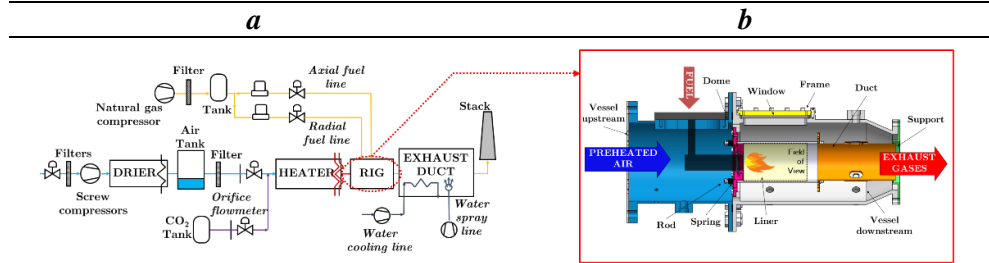 a
b
Filter
Axial fuel
line
Natural gas
compressor
Tank
Radial
fuel line
Stack
Filters
Air
Tank
Filter
DRIER
HEATER
RIG
EXHAUST
DUCT
Screw
compressors
Orifice
flowmeter
CO2
Tank
Water
cooling line
Water
spray
line
FUEL
Dome
Window
Frame
Duct
Vessel
upstream
Support
PREHEATED
AIR
Field
of
View
EXHAUST
GASES
Rod
Spring
Liner
Vessel
downstream